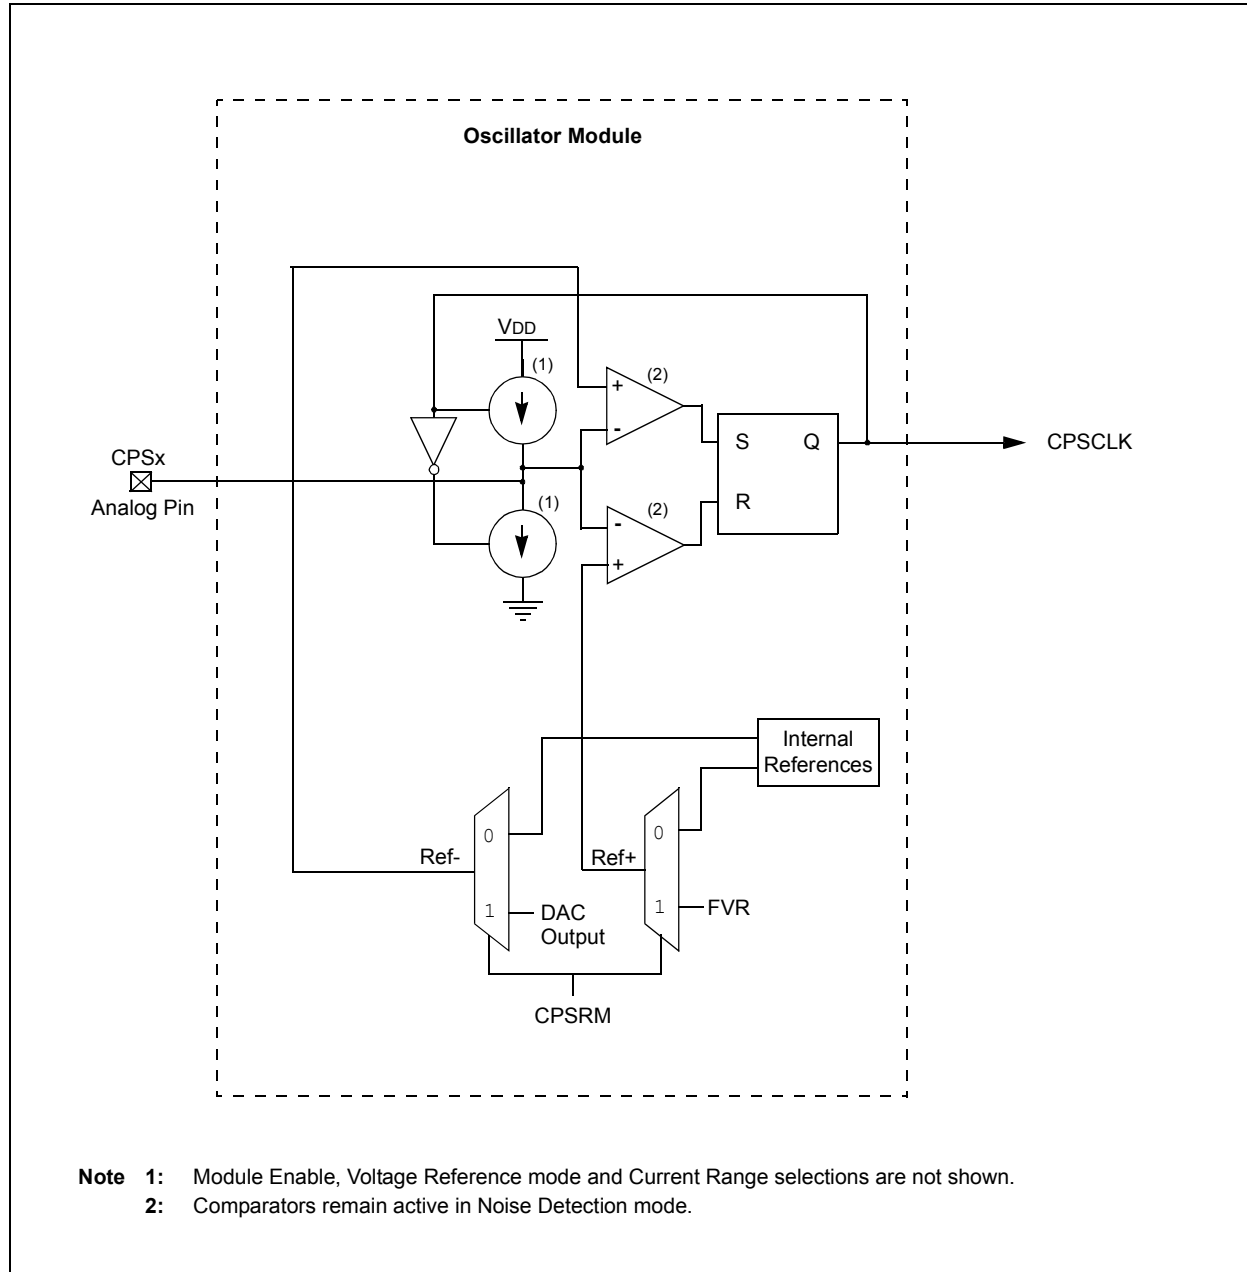 Oscillator Module
VDD
(1)
(2)
+
-
S Q
CPSCLK
CPSx
Analog Pin
(1)
(2)
R
-
+
Internal
References
0
0
Ref-
Ref+
1
DAC
Output
1
FVR
CPSRM
Note 1: Module Enable, Voltage Reference mode and Current Range selections are not shown.
2: Comparators remain active in Noise Detection mode.